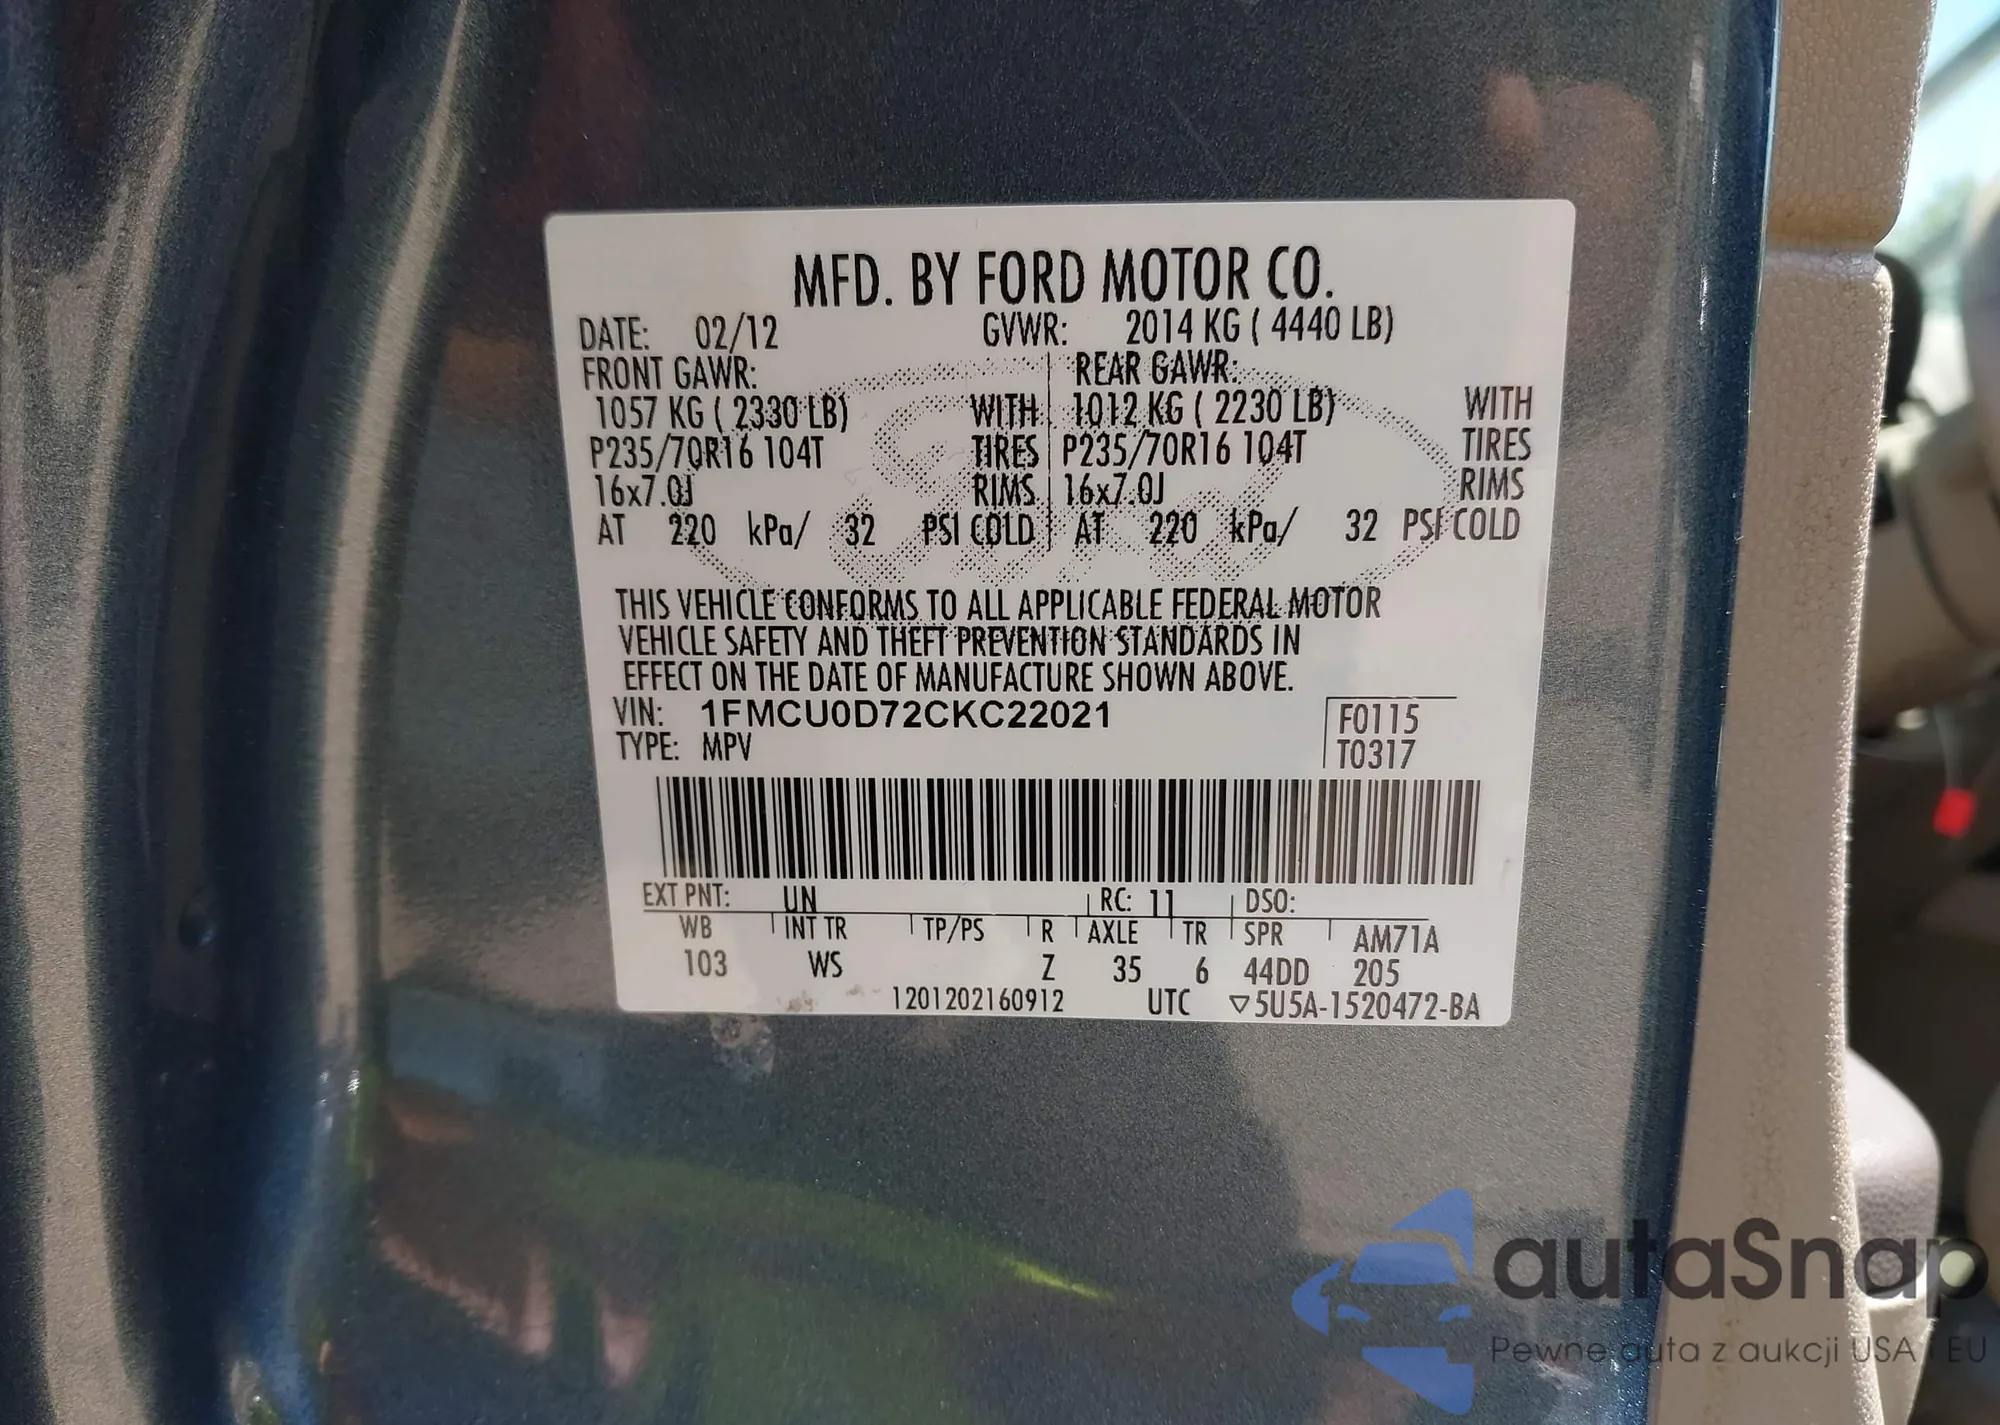 MFD. BY FORD MOTOR CO.
DATE: 02/12 GVWR: 2014 KG ( 4440 LB)
FRONT GAWR: REAR GAWR:
1057 KG ( 2330 LB) WITH 1012 KG ( 2230 LB) WITH
P235/70R16 104T TIRES P235/70R16 104T TIRES
16x7.0J RIMS 16x7.0J RIMS
AT 220 kPa/ 32 PSI COLD AT 220 kPa/ 32 PSI COLD
THIS VEHICLE CONFORMS TO ALL APPLICABLE FEDERAL MOTOR
VEHICLE SAFETY AND THEFT PREVENTION STANDARDS IN
EFFECT ON THE DATE OF MANUFACTURE SHOWN ABOVE.
VIN: 1FMCU0D72CKC22021 F0115
TYPE: MPV T0317
EXT PNT: UN RC: 11 DSO:
WB INT TR TP/PS R AXLE TR SPR AM71A
103 WS Z 35 6 44DD 205
1201202160912 UTC ▽5U5A-1520472-BA
autaSnap
Pewne auta z aukcji USA i EU